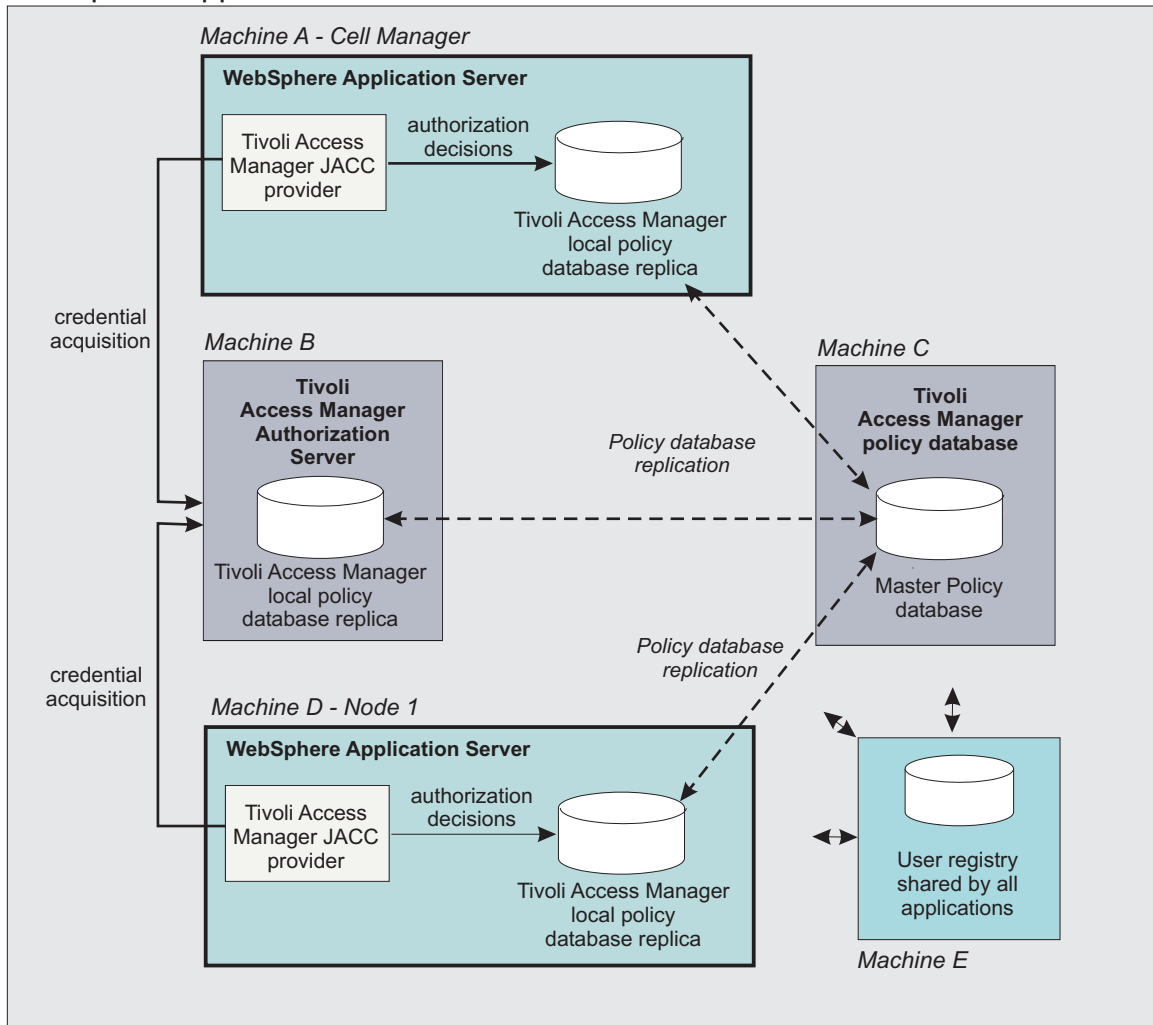 Machine A - Cell Manager
WebSphere Application Server
Tivoli Access
Manager JACC
provider
authorization
decisions
Tivoli Access Manager
local policy
database replica
credential
acquisition
Machine B
Tivoli
Access Manager
Authorization
Server
Tivoli Access Manager
local policy
database replica
Policy database
replication
Machine C
Tivoli
Access Manager
policy database
Master Policy
database
credential
acquisition
Policy database
replication
Machine D - Node 1
WebSphere Application Server
Tivoli Access
Manager JACC
provider
authorization
decisions
Tivoli Access Manager
local policy
database replica
User registry
shared by all
applications
Machine E